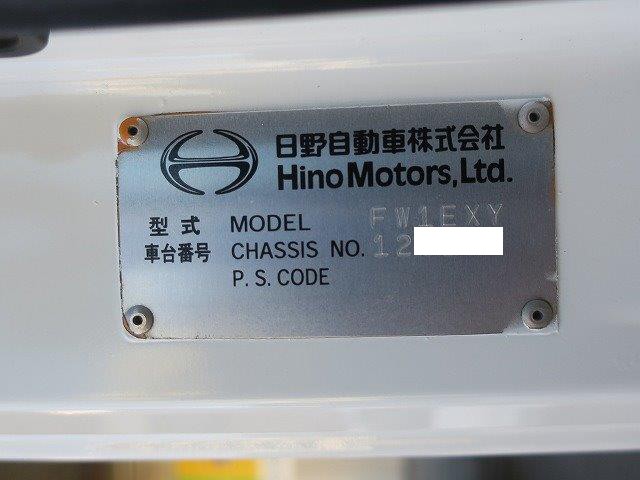 日野自動車株式会社
Hino Motors, Ltd.
型式 MODEL FW1EXY
車台番号 CHASSIS NO. 12
P.S. CODE